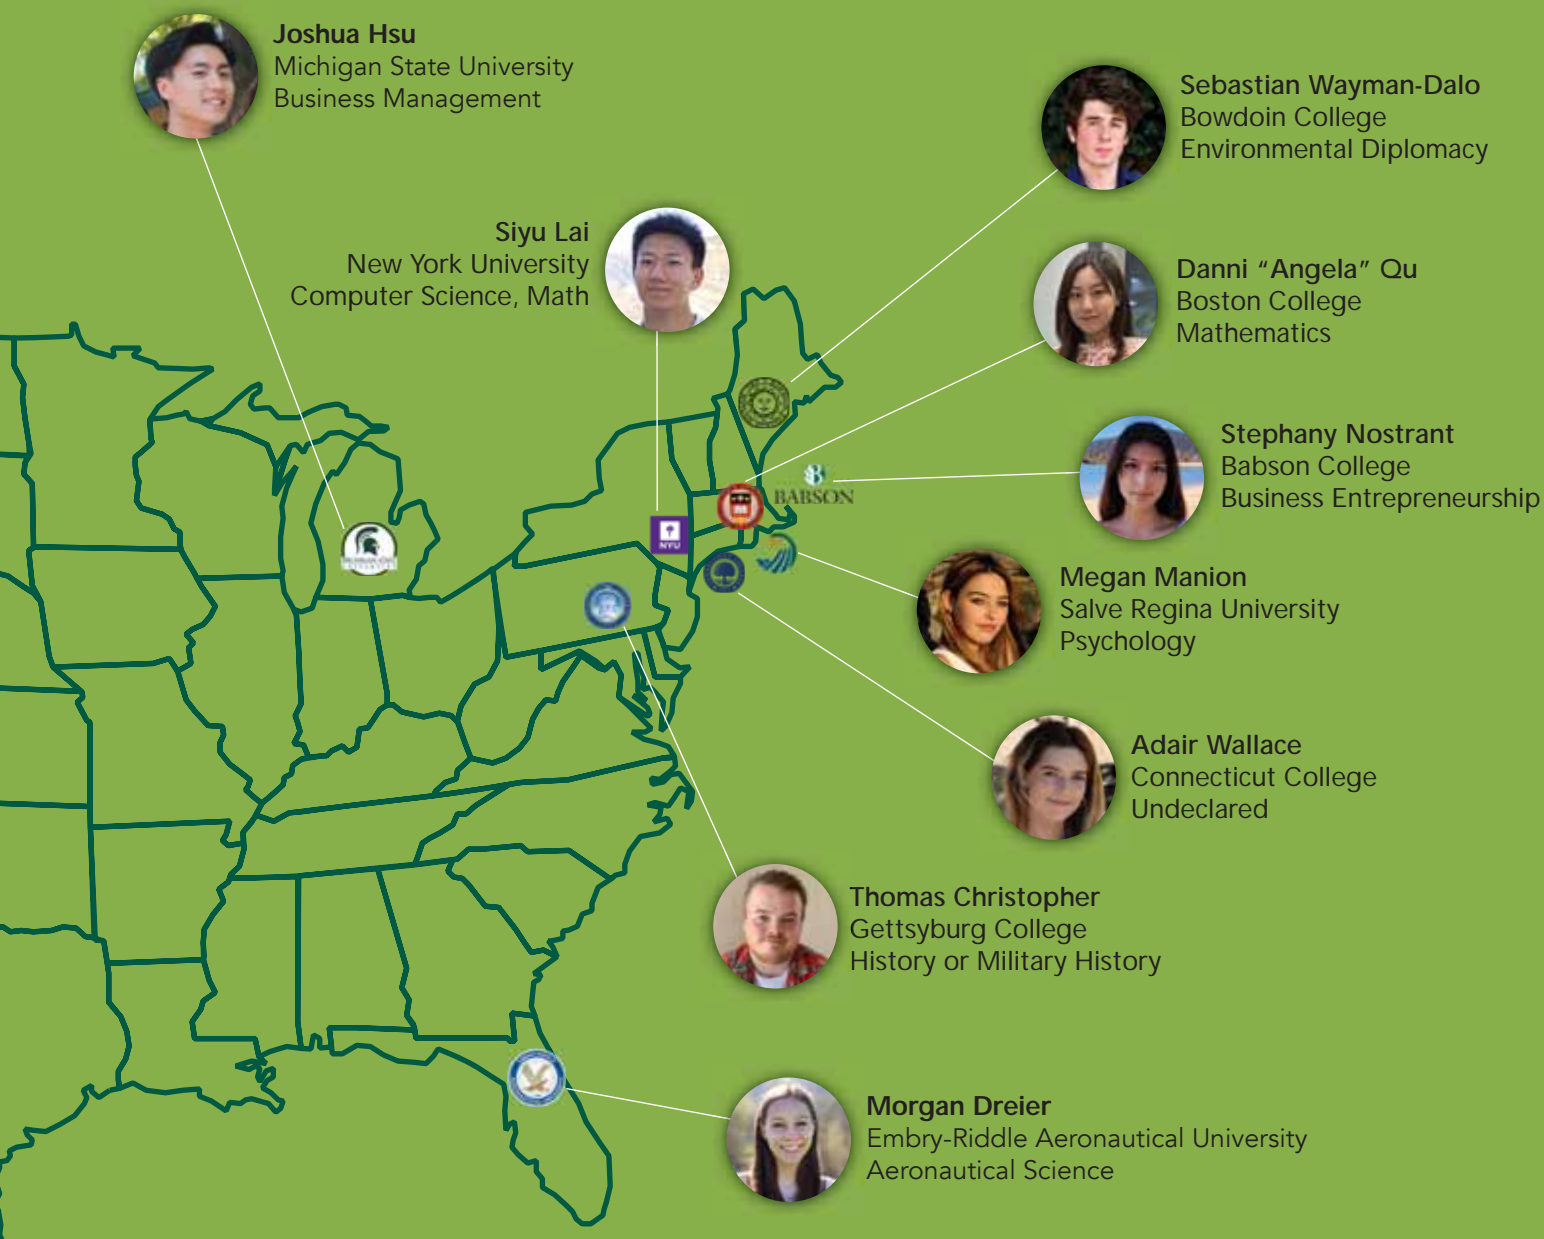 Joshua Hsu
Michigan State University
Business Management
Sebastian Wayman-Dalo
Bowdoin College
Environmental Diplomacy
Siyu Lai
New York University
Computer Science, Math
Danni “Angela” Qu
Boston College
Mathematics
Stephany Nostrant
Babson College
Business Entrepreneurship
BABSON
NYU
Megan Manion
Salve Regina University
Psychology
Adair Wallace
Connecticut College
Undeclared
Thomas Christopher
Gettsyburg College
History or Military History
Morgan Dreier
Embry-Riddle Aeronautical University
Aeronautical Science